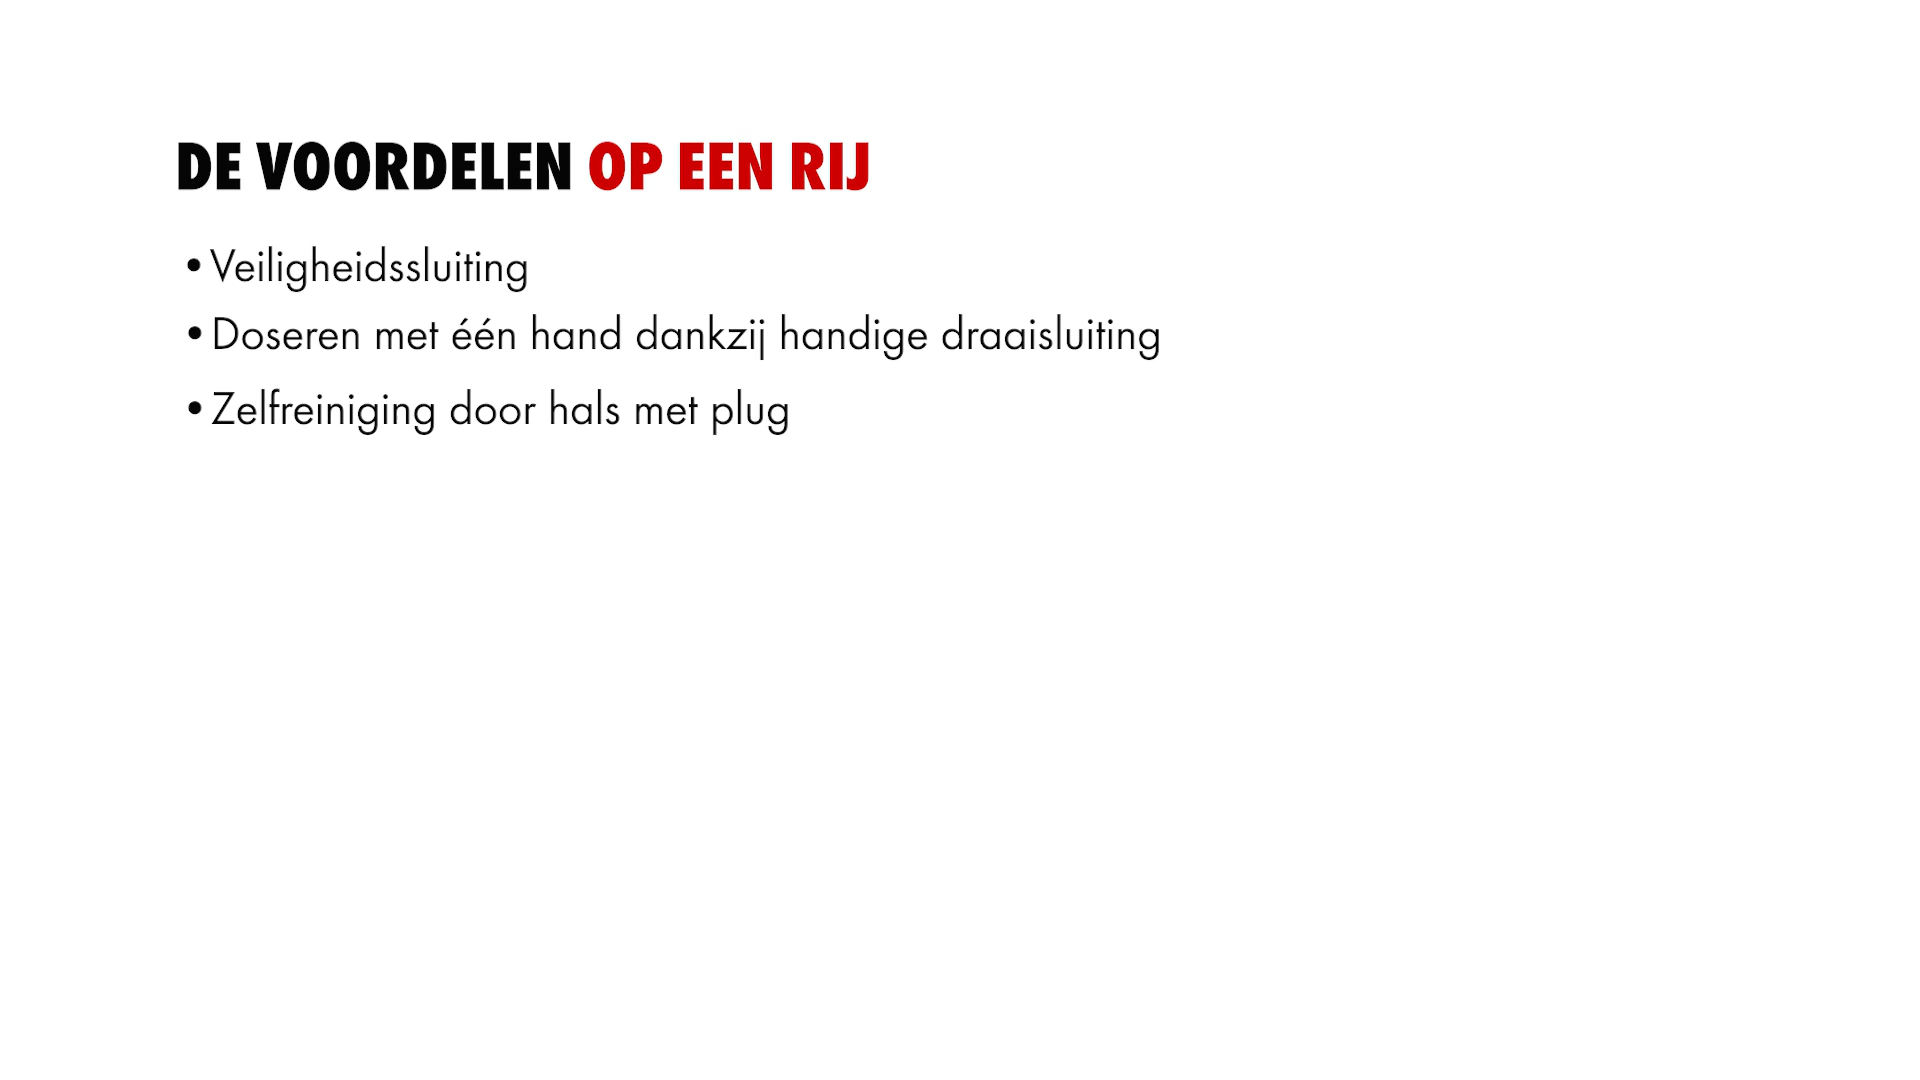 DE VOORDELEN OP EEN RIJ
• Veiligheidssluiting
• Doseren met één hand dankzij handige draaisluiting
• Zelfreiniging door hals met plug